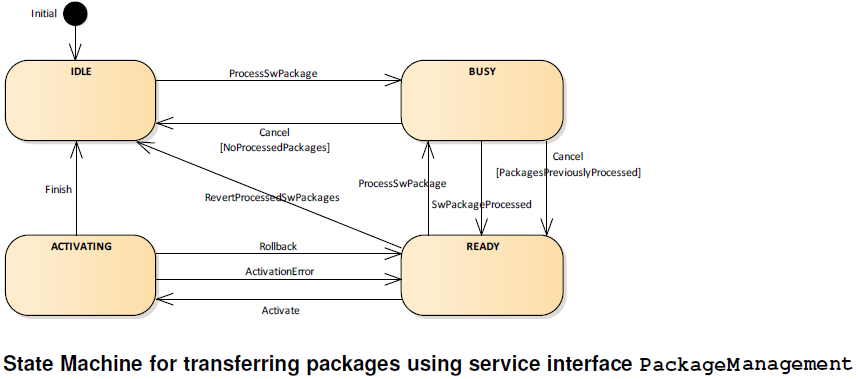 Initial
IDLE
BUSY
ProcessSwPackage
Cancel
[NoProcessedPackages]
Cancel
[PackagesPreviouslyProcessed]
ProcessSwPackage
Finish
RevertProcessedSwPackages
SwPackageProcessed
ACTIVATING
READY
Rollback
ActivationError
Activate
State Machine for transferring packages using service interface PackageManagement